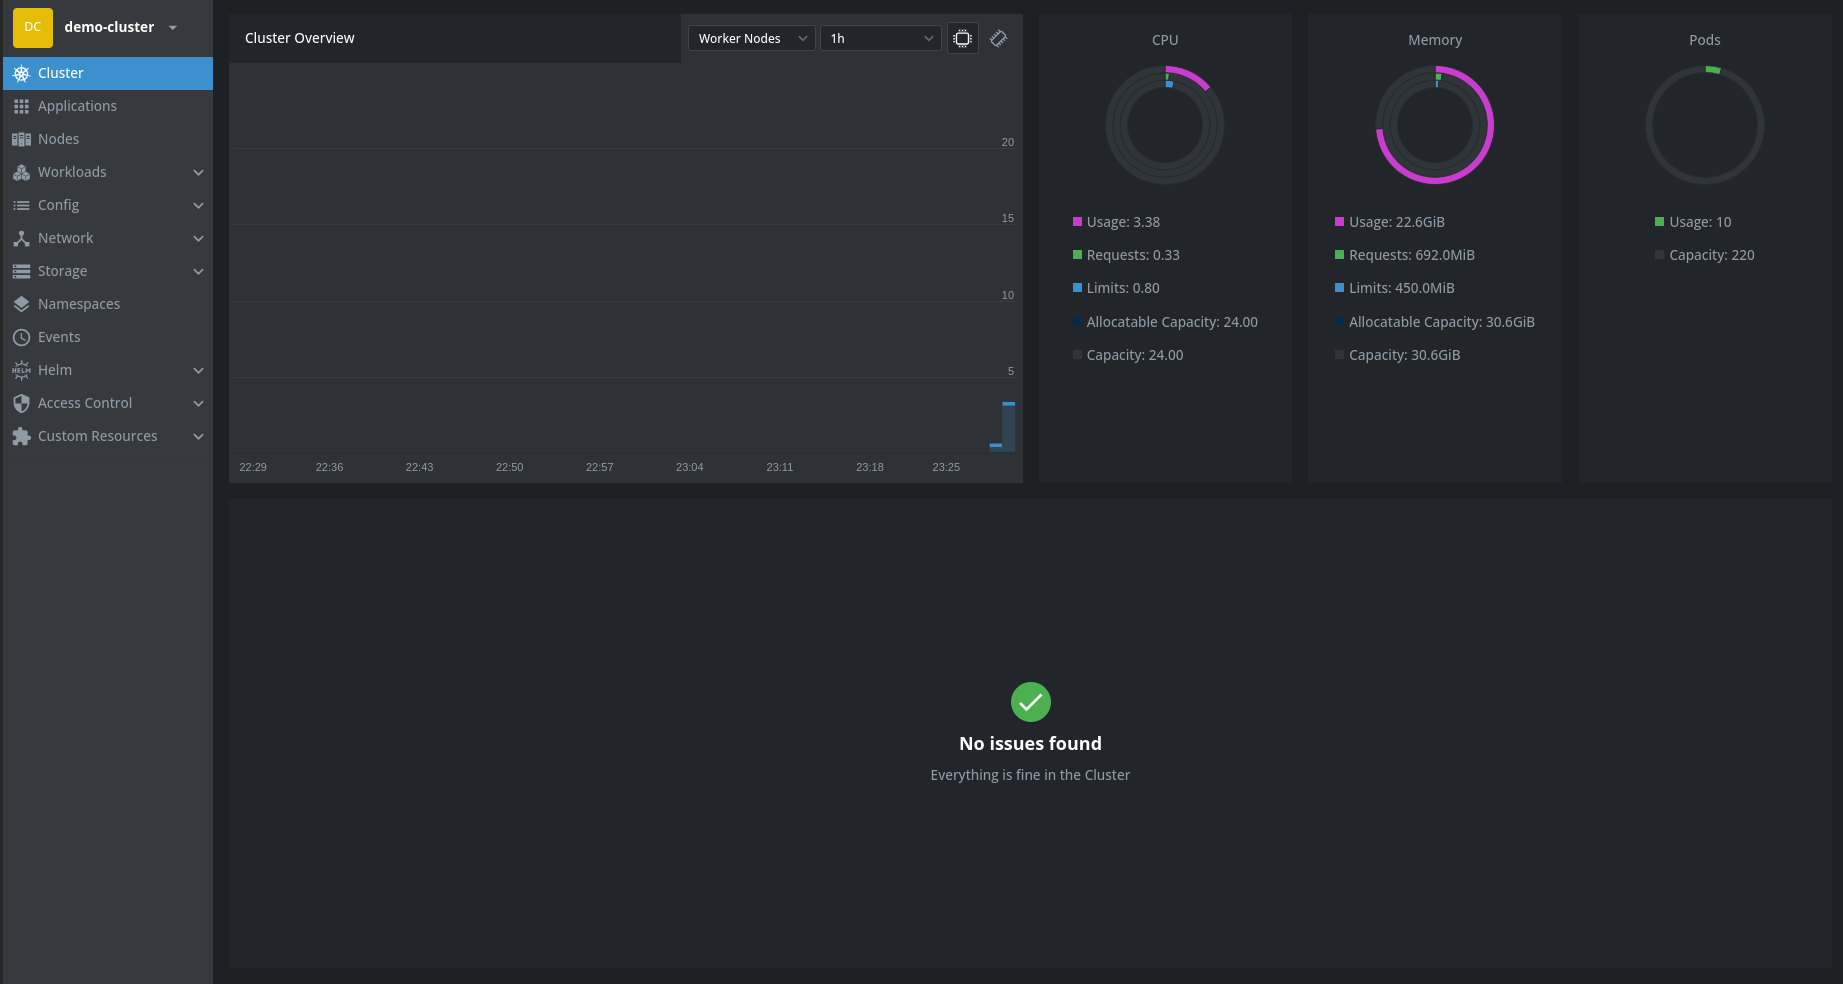 DC demo-cluster
Cluster
Applications
Nodes
Workloads
Config
Network
Storage
Namespaces
Events
HELM Helm
Access Control
Custom Resources
Cluster Overview
Worker Nodes
1h
20
15
10
5
22:29 22:36 22:43 22:50 22:57 23:04 23:11 23:18 23:25
CPU
Usage: 3.38
Requests: 0.33
Limits: 0.80
Allocatable Capacity: 24.00
Capacity: 24.00
Memory
Usage: 22.6GiB
Requests: 692.0MiB
Limits: 450.0MiB
Allocatable Capacity: 30.6GiB
Capacity: 30.6GiB
Pods
Usage: 10
Capacity: 220
No issues found
Everything is fine in the Cluster